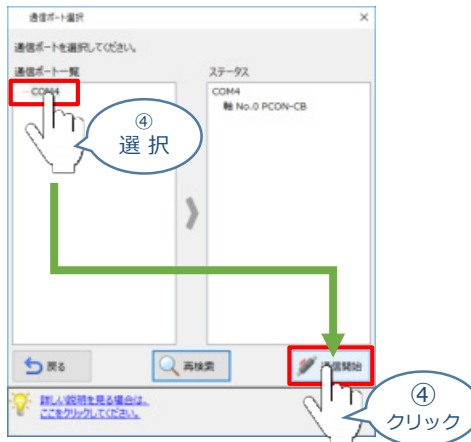 通信ポート選択
通信ポートを選択してください。
通信ポート一覧
ステータス
COM4
COM4
軸 No.0 PCON-CB
④
選 択
戻る
再検索
通信開始
詳しい説明を見る場合は、
ここをクリックしてください。
④
クリック